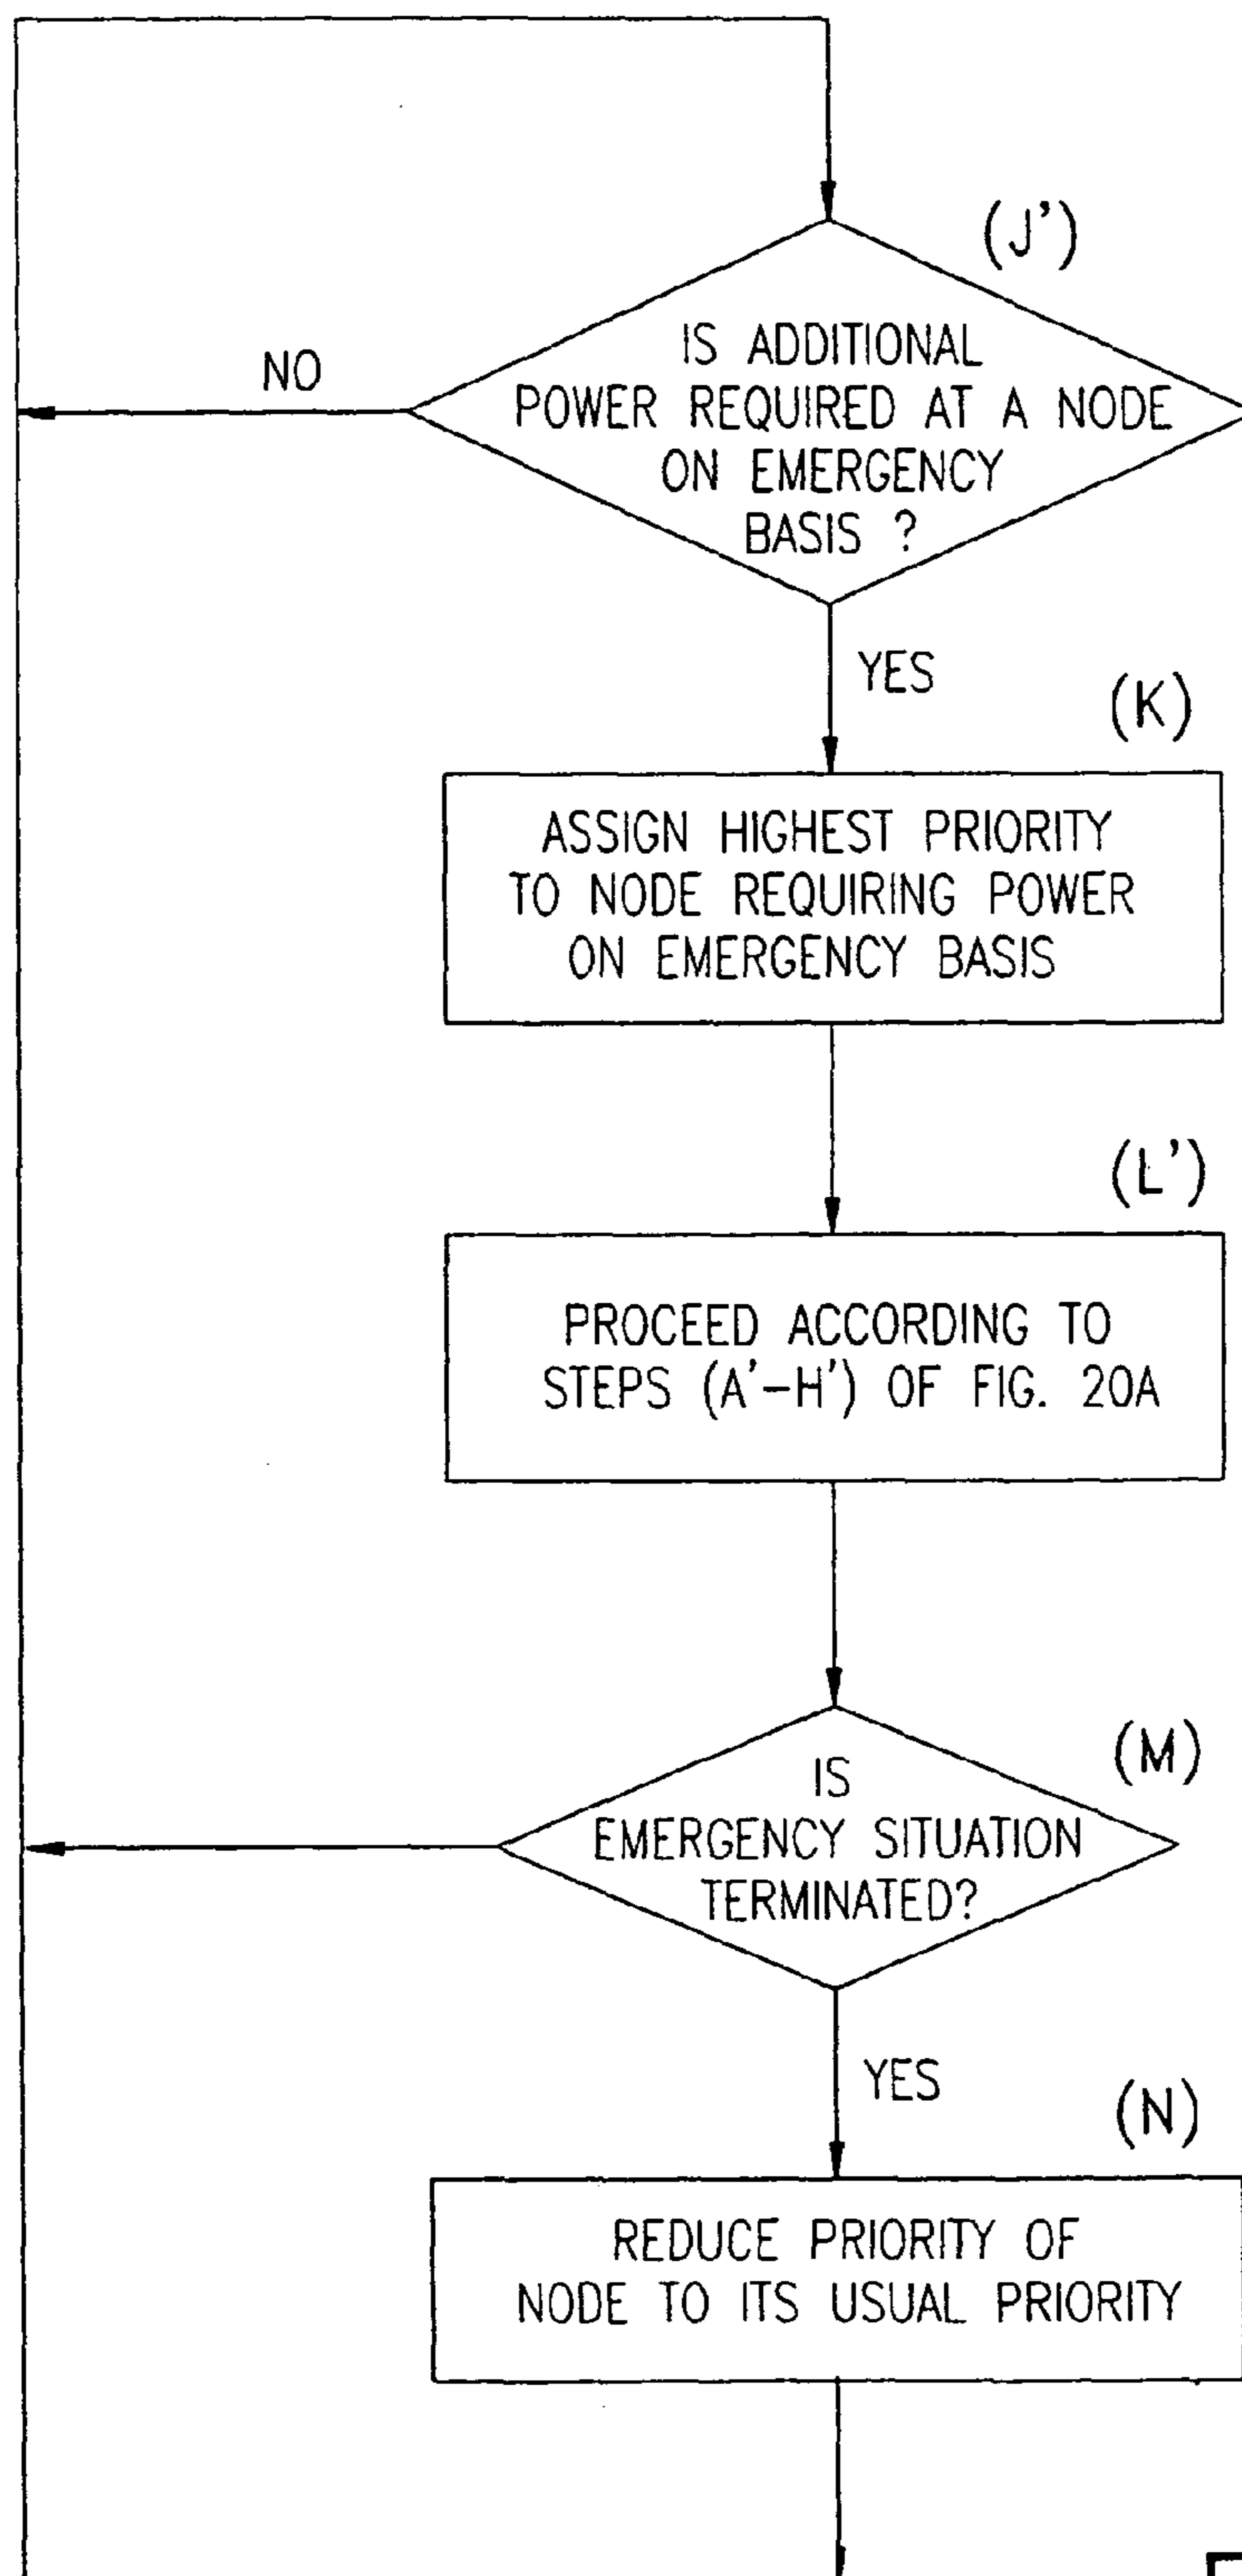 (J')
IS ADDITIONAL
POWER REQUIRED AT A NODE
ON EMERGENCY
BASIS ?
NO
YES
(K)
ASSIGN HIGHEST PRIORITY
TO NODE REQUIRING POWER
ON EMERGENCY BASIS
(L')
PROCEED ACCORDING TO
STEPS (A'-H') OF FIG. 20A
(M)
IS
EMERGENCY SITUATION
TERMINATED?
YES
(N)
REDUCE PRIORITY OF
NODE TO ITS USUAL PRIORITY